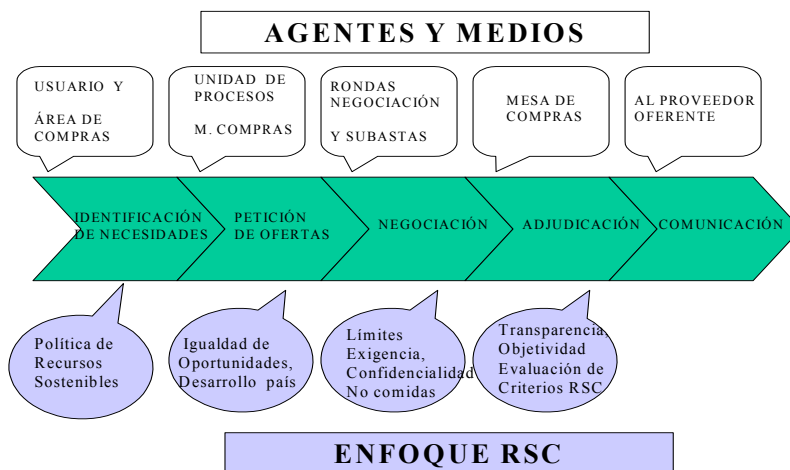 AGENTES Y MEDIOS
USUARIO Y
ÁREA DE
COMPRAS
UNIDAD DE
PROCESOS
M. COMPRAS
RONDAS
NEGOCIACIÓN
Y SUBASTAS
MESA DE
COMPRAS
AL PROVEEDOR
OFERENTE
IDENTIFICACIÓN
DE NECESIDADES
PETICIÓN
DE OFERTAS
NEGOCIACIÓN
ADJUDICACIÓN
COMUNICACIÓN
Política de
Recursos
Sostenibles
Igualdad de
Oportunidades,
Desarrollo país
Límites
Exigencia,
Confidencialidad
No comidas
Transparencia,
Objetividad
Evaluación de
Criterios RSC
ENFOQUE RSC